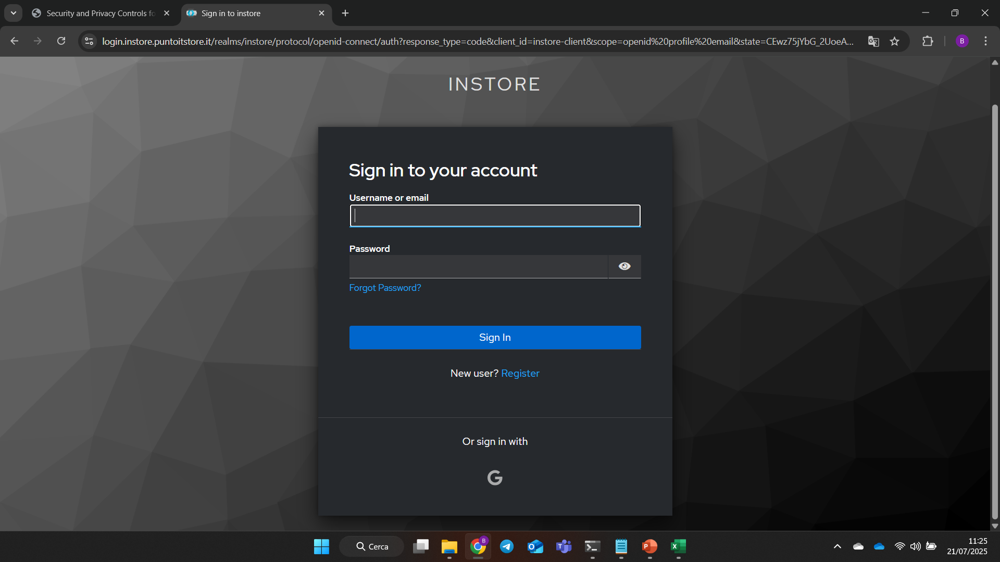 Security and Privacy Controls fo
Sign in to instore
login.instore.puntoitstore.it/realms/instore/protocol/openid-connect/auth?response_type=code&client_id=instore-client&scope=openid%20profile%20email&state=CEwz75jYbG_2UoeA...
B
INSTORE
Sign in to your account
Username or email
Password
Forgot Password?
Sign In
New user? Register
Or sign in with
G
Cerca
B
11:25
21/07/2025